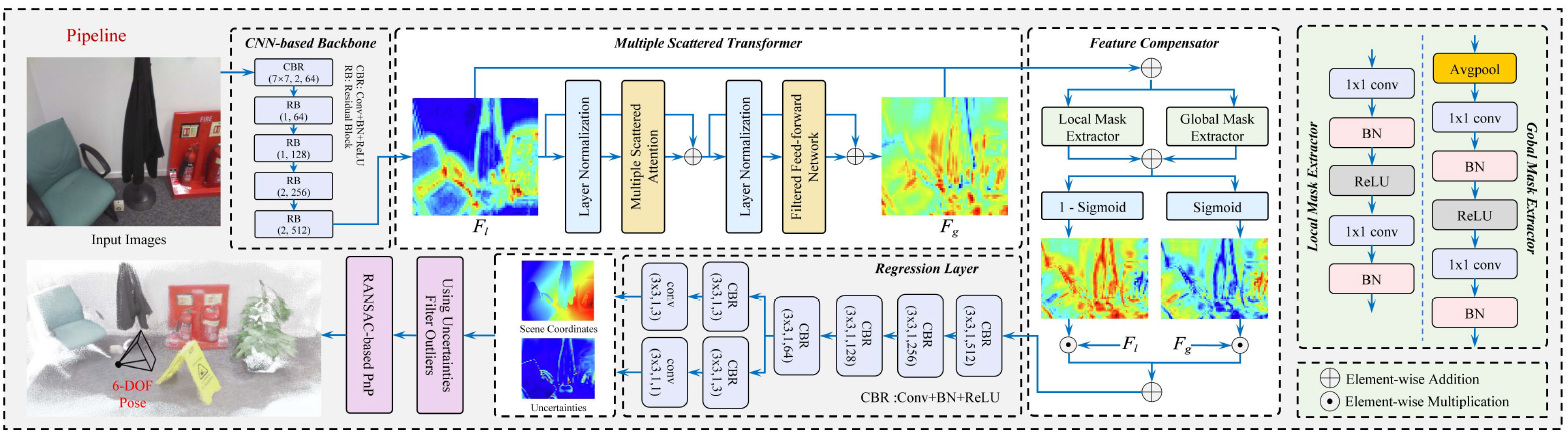 Pipeline
Input Images
CNN-based Backbone
CBR
(7×7, 2, 64)
RB
(1, 64)
RB
(1, 128)
RB
(2, 256)
RB
(2, 512)
CBR: Conv+BN+ReLU
RB: Residual Block
Multiple Scattered Transformer
F_l
Layer Normalization
Multiple Scattered
Attention
Layer Normalization
Filtered Feed-forward
Network
F_g
Feature Compensator
Local Mask
Extractor
Global Mask
Extractor
1 - Sigmoid
Sigmoid
F_l
F_g
Regression Layer
CBR
(3x3,1,512)
CBR
(3x3,1,256)
CBR
(3x3,1,128)
CBR
(3x3,1,64)
CBR
(3x3,1,3)
conv
(3x3,1,3)
CBR
(3x3,1,3)
conv
(3x3,1,1)
CBR :Conv+BN+ReLU
Scene Coordinates
Uncertainties
Using Uncertainties
Filter Outliers
RANSAC-based PnP
6-DOF
Pose
Local Mask Extractor
1x1 conv
BN
ReLU
1x1 conv
BN
Gobal Mask Extractor
Avgpool
1x1 conv
BN
ReLU
1x1 conv
BN
Element-wise Addition
Element-wise Multiplication
FIRE